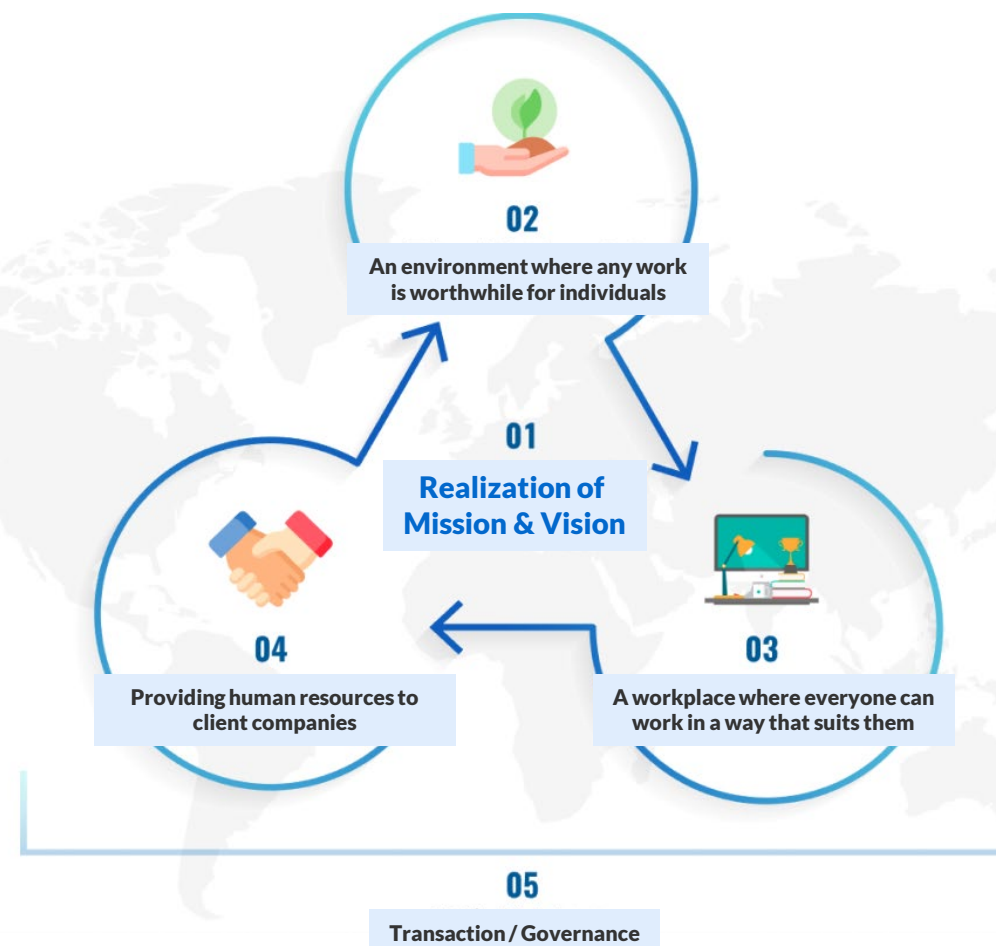 02
An environment where any work
is worthwhile for individuals
01
Realization of
Mission & Vision
04
Providing human resources to
client companies
03
A workplace where everyone can
work in a way that suits them
05
Transaction / Governance